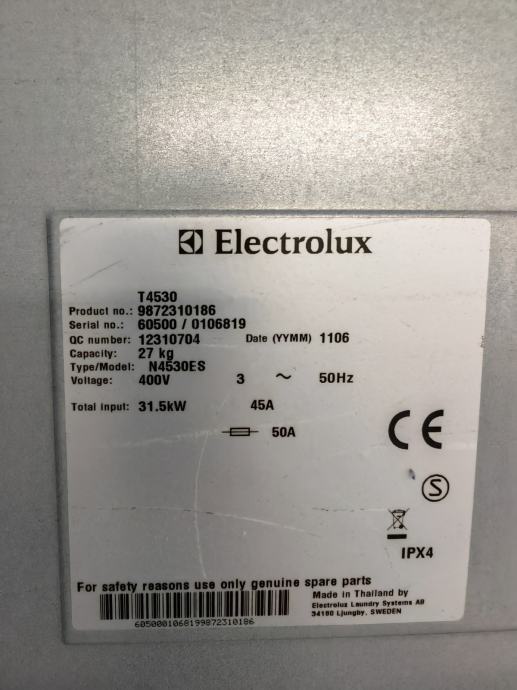 Electrolux
T4530
Product no.: 9872310186
Serial no.: 60500 / 0106819
QC number: 12310704 Date (YYMM) 1106
Capacity: 27 kg
Type/Model: N4530ES
Voltage: 400V 3 ~ 50Hz
Total input: 31.5kW 45A
50A
CE
S
IPX4
For safety reasons use only genuine spare parts
Made in Thailand by
Electrolux Laundry Systems AB
34180 Ljungby, SWEDEN
6050001068199872310186